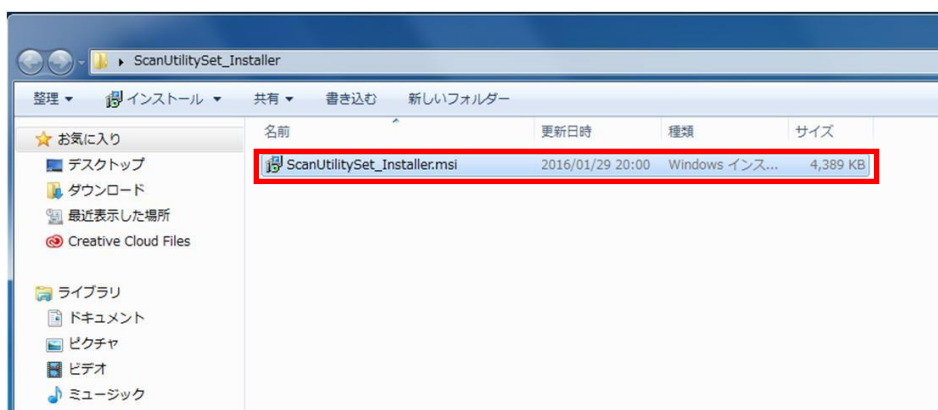 ScanUtilitySet_Installer
整理 インストール 共有 書き込む 新しいフォルダー
お気に入り
デスクトップ
ダウンロード
最近表示した場所
Creative Cloud Files
ライブラリ
ドキュメント
ピクチャ
ビデオ
ミュージック
名前 更新日時 種類 サイズ
ScanUtilitySet_Installer.msi 2016/01/29 20:00 Windows インス... 4,389 KB